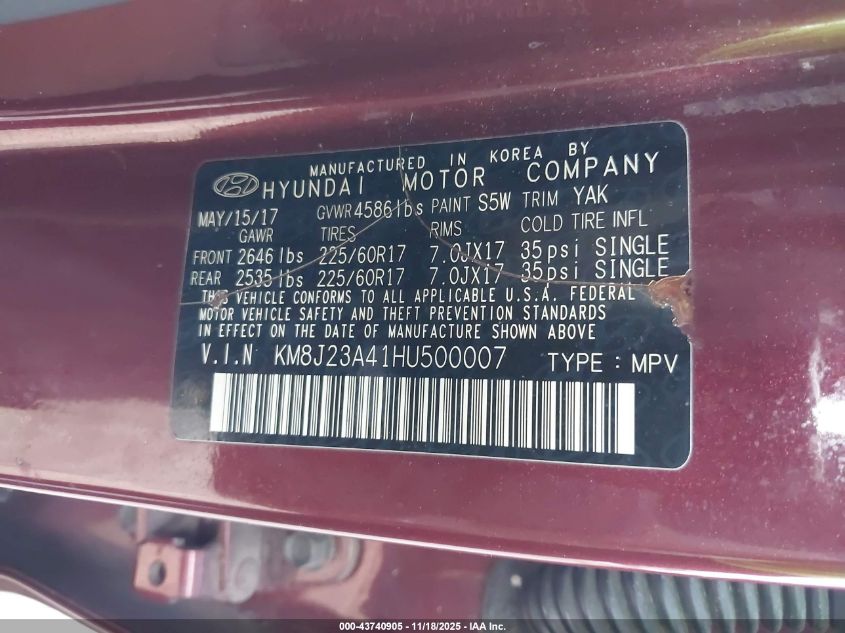 MANUFACTURED IN KOREA BY
HYUNDAI MOTOR COMPANY
MAY/15/17 GVWR 4586lbs PAINT S5W TRIM YAK
GAWR TIRES RIMS COLD TIRE INFL
FRONT 2646 lbs 225/60R17 7.0JX17 35psi SINGLE
REAR 2535 lbs 225/60R17 7.0JX17 35psi SINGLE
THIS VEHICLE CONFORMS TO ALL APPLICABLE U.S.A. FEDERAL
MOTOR VEHICLE SAFETY AND THEFT PREVENTION STANDARDS
IN EFFECT ON THE DATE OF MANUFACTURE SHOWN ABOVE
V.I.N KM8J23A41HU500007 TYPE : MPV
000-43740905 - 11/18/2025 - IAA Inc.